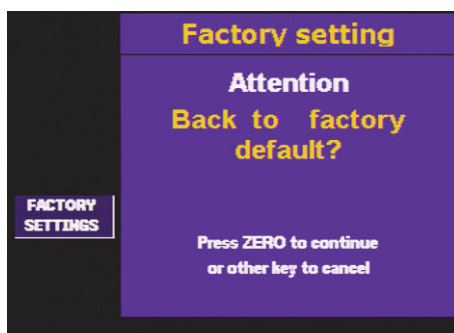 Factory setting
Attention
Back to factory
default?
FACTORY
SETTINGS
Press ZERO to continue
or other key to cancel